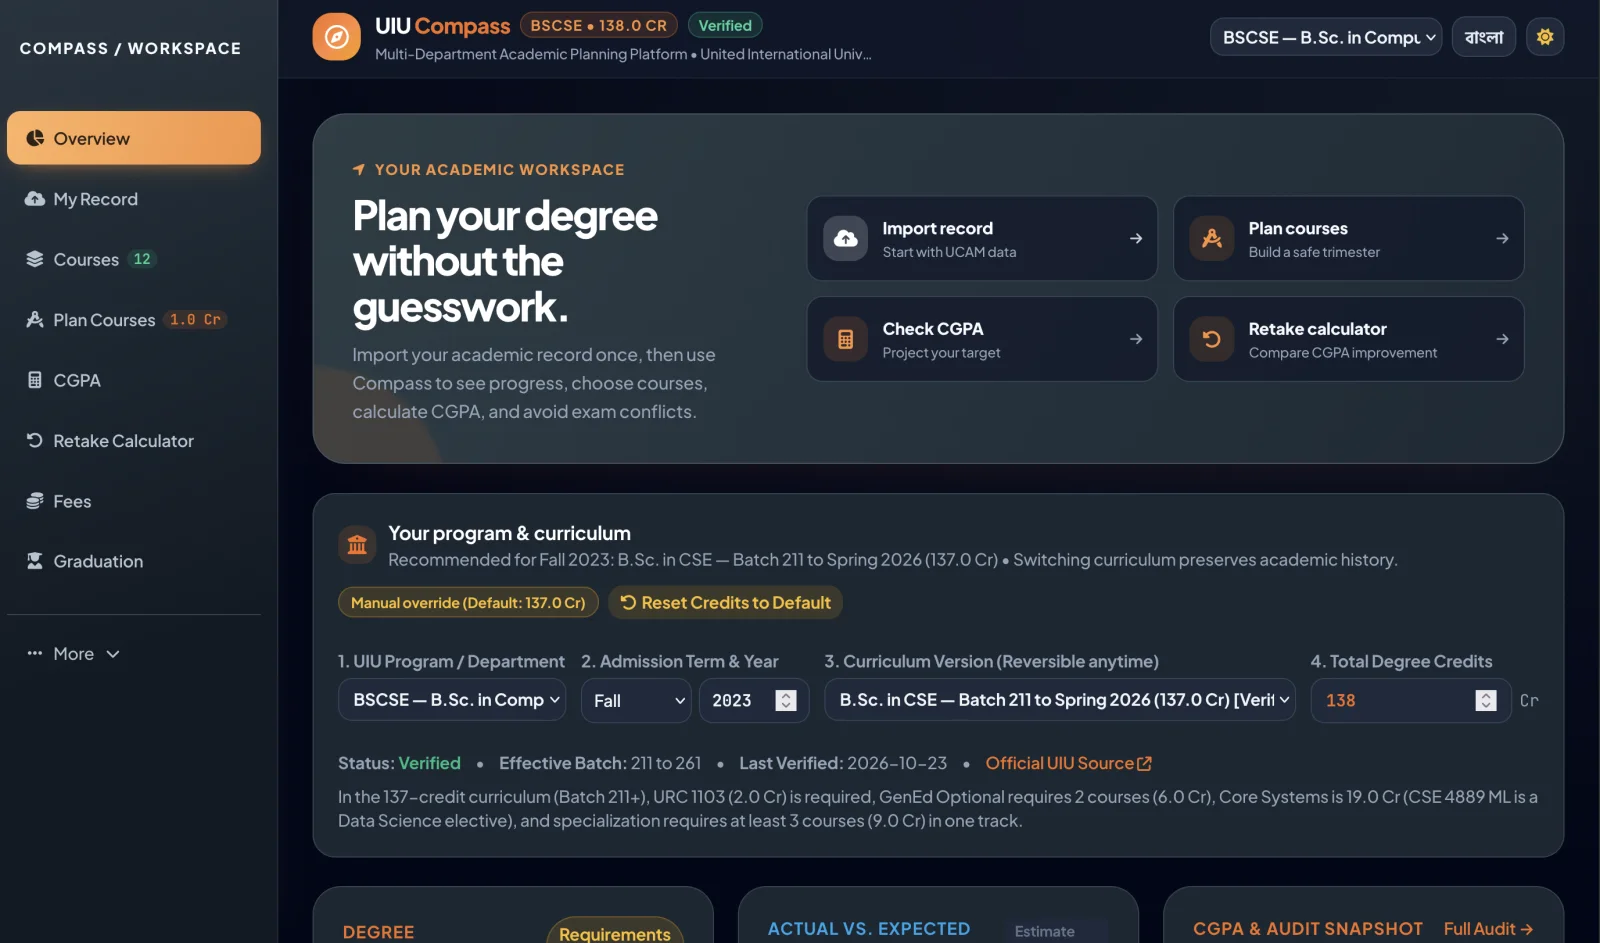 COMPASS / WORKSPACE
Overview
My Record
Courses 12
Plan Courses 1.0 Cr
CGPA
Retake Calculator
Fees
Graduation
More
UIU Compass BSCSE • 138.0 CR Verified
Multi-Department Academic Planning Platform • United International Univ...
BSCSE — B.Sc. in Compu
বাংলা
YOUR ACADEMIC WORKSPACE
Plan your degree
without the
guesswork.
Import your academic record once, then use
Compass to see progress, choose courses,
calculate CGPA, and avoid exam conflicts.
Import record
Start with UCAM data
Plan courses
Build a safe trimester
Check CGPA
Project your target
Retake calculator
Compare CGPA improvement
Your program & curriculum
Recommended for Fall 2023: B.Sc. in CSE — Batch 211 to Spring 2026 (137.0 Cr) • Switching curriculum preserves academic history.
Manual override (Default: 137.0 Cr) Reset Credits to Default
1. UIU Program / Department 2. Admission Term & Year 3. Curriculum Version (Reversible anytime) 4. Total Degree Credits
BSCSE — B.Sc. in Comp Fall 2023 B.Sc. in CSE — Batch 211 to Spring 2026 (137.0 Cr) [Verif 138 Cr
Status: Verified • Effective Batch: 211 to 261 • Last Verified: 2026-10-23 • Official UIU Source
In the 137-credit curriculum (Batch 211+), URC 1103 (2.0 Cr) is required, GenEd Optional requires 2 courses (6.0 Cr), Core Systems is 19.0 Cr (CSE 4889 ML is a
Data Science elective), and specialization requires at least 3 courses (9.0 Cr) in one track.
DEGREE Requirements
ACTUAL VS. EXPECTED Estimate
CGPA & AUDIT SNAPSHOT Full Audit →